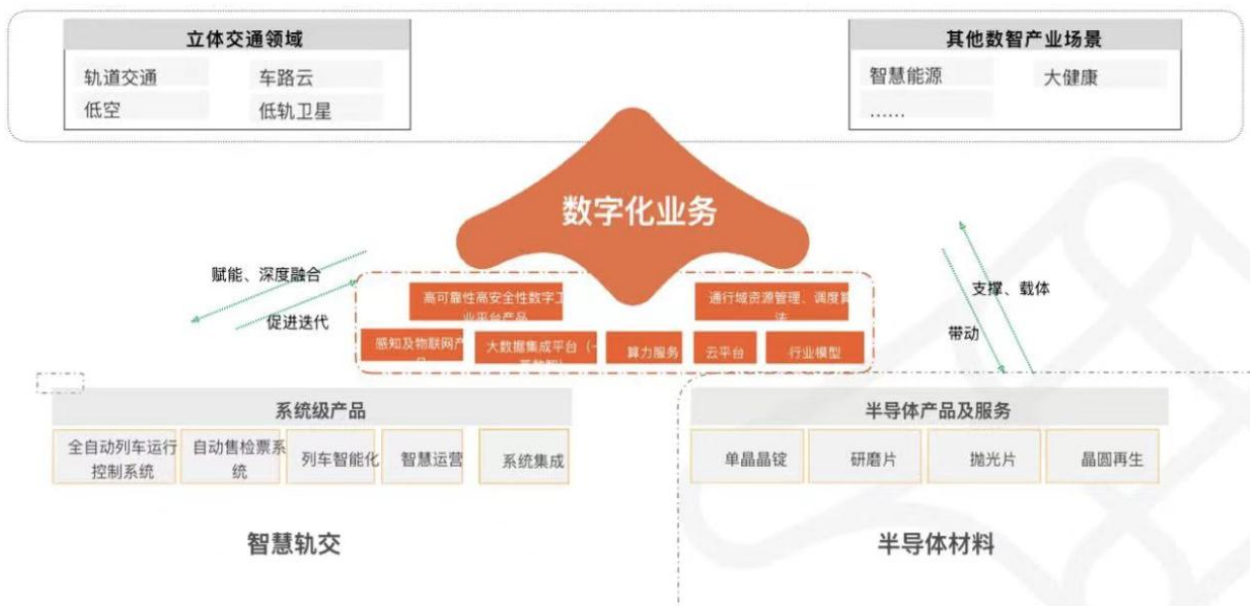 立体交通领域
轨道交通 车路云
低空 低轨卫星
其他数智产业场景
智慧能源 大健康
……
数字化业务
赋能、深度融合
促进迭代
支撑、载体
带动
高可靠性高安全性数字工
业平台产品
通行域资源管理、调度算
法
感知及物联网产
大数据集成平台（一
算力服务
云平台
行业模型
系统级产品
全自动列车运行
控制系统
自动售检票系
统
列车智能化
智慧运营
系统集成
智慧轨交
半导体产品及服务
单晶晶锭
研磨片
抛光片
晶圆再生
半导体材料